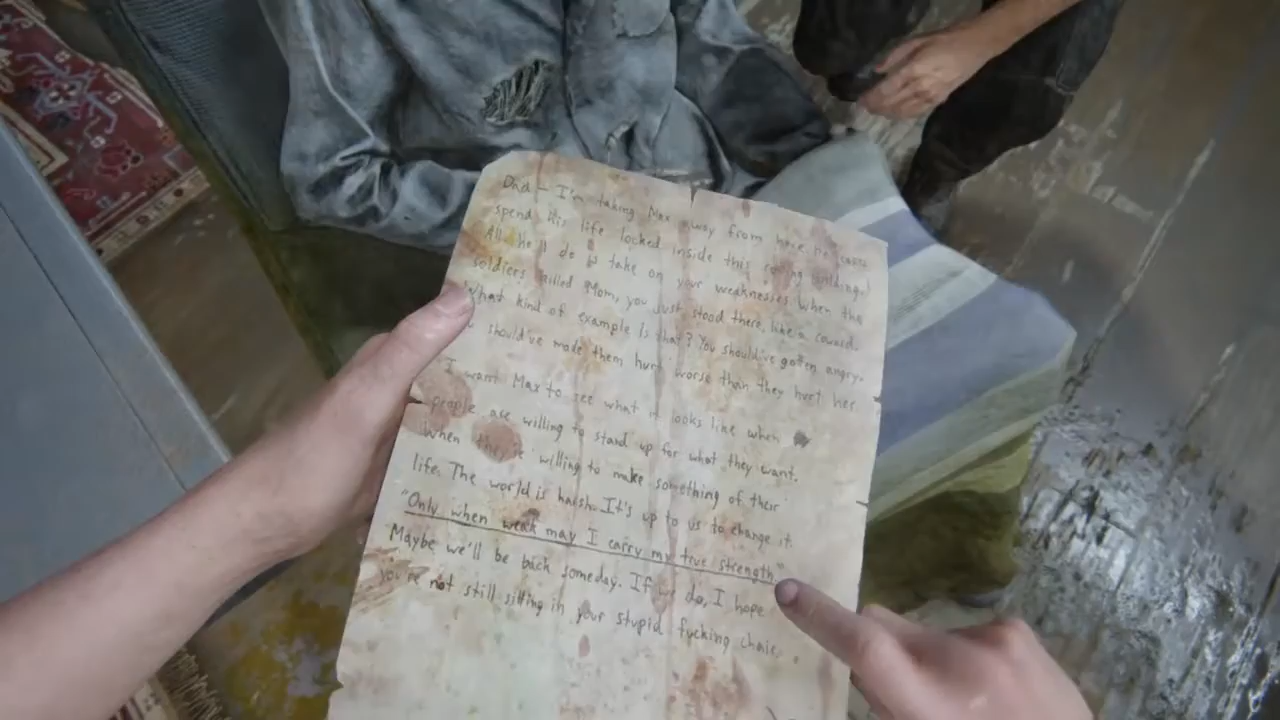 Dad - I'm taking Max away from here. He can't
spend his life locked inside this rotting building.
All he'll do is take on your weaknesses. When the
soldiers killed Mom, you just stood there, like a coward.
What kind of example is that? You should've gotten angry.
should've made them hurt worse than they hurt her.
I want Max to see what it looks like when
people are willing to stand up for what they want.
When they're willing to make something of their
life. The world is harsh. It's up to us to change it.
"Only when weak may I carry my true strength."
Maybe we'll be back someday. If we do, I hope
you're not still sitting in your stupid fucking chair.